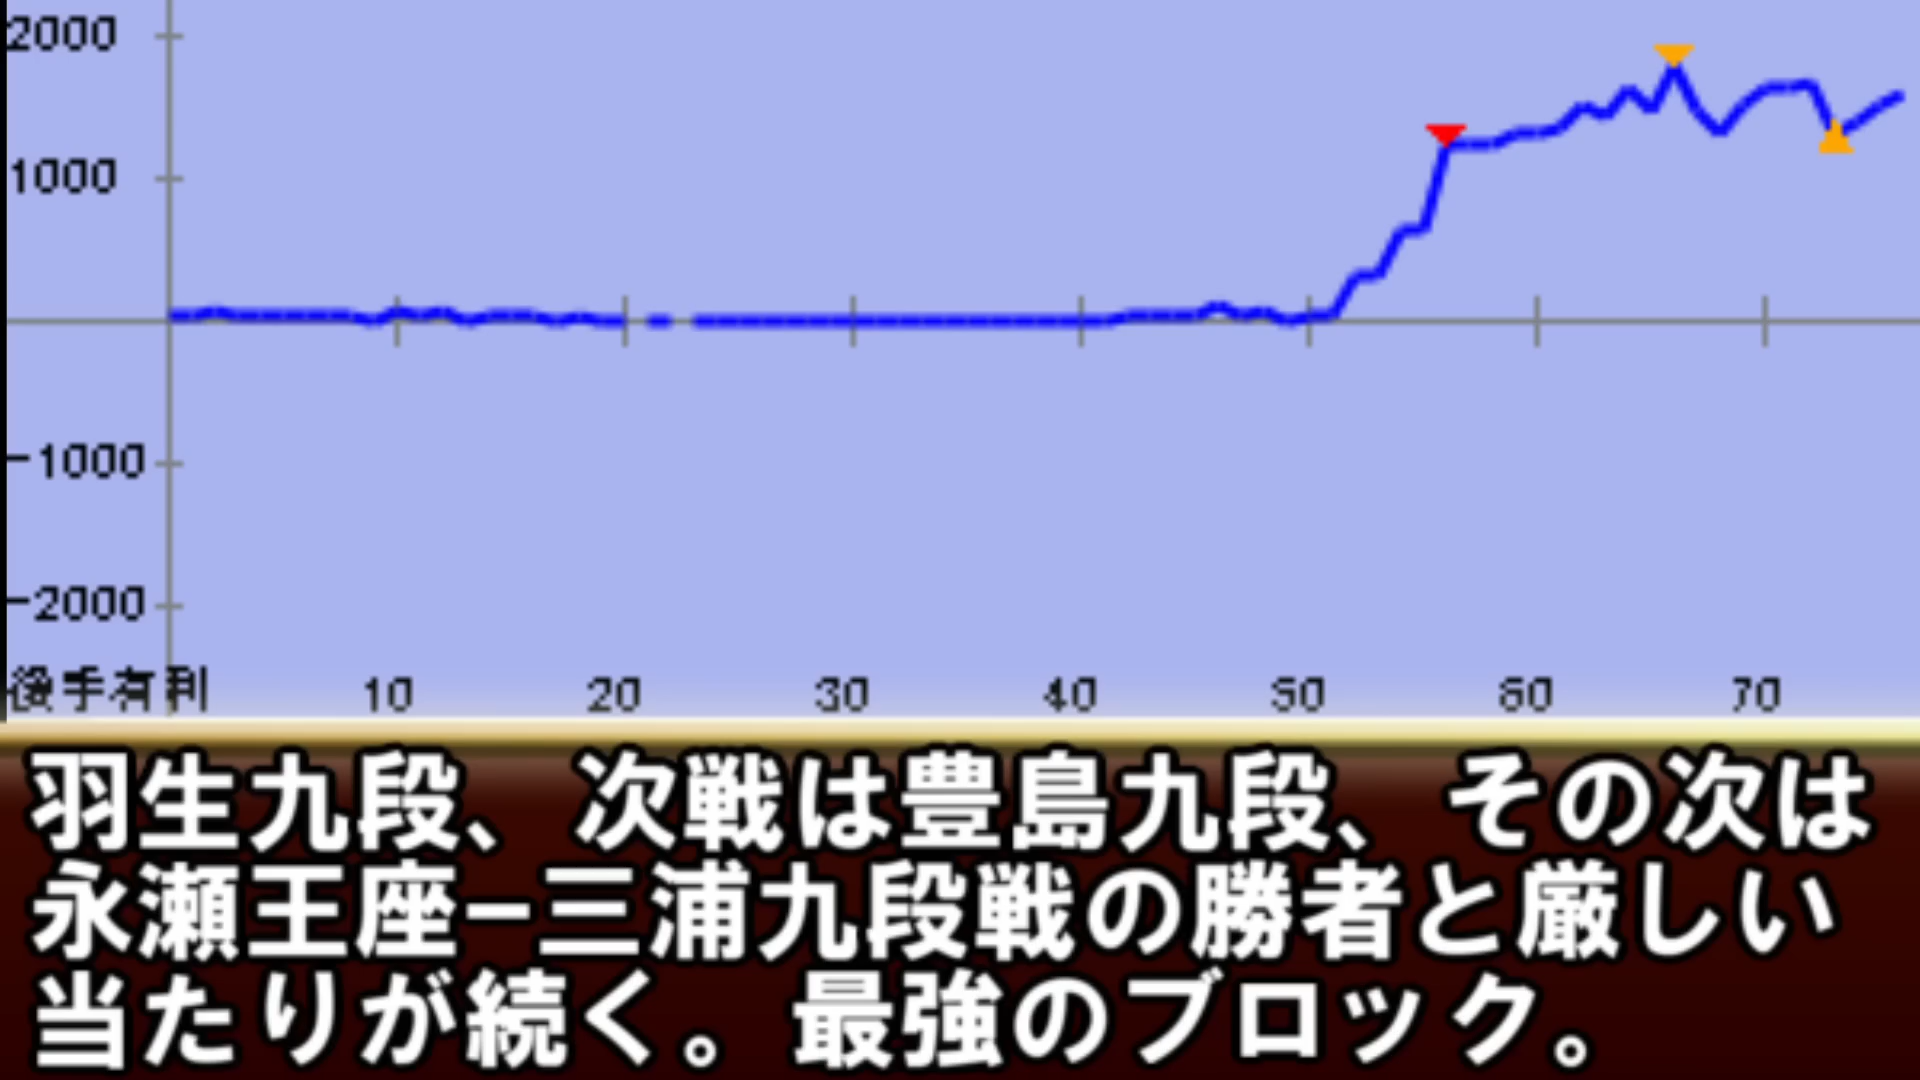 2000
1000
-1000
-2000
後手有利
10 20 30 40 50 60 70
羽生九段、次戦は豊島九段、その次は
永瀬王座–三浦九段戦の勝者と厳しい
当たりが続く。最強のブロック。